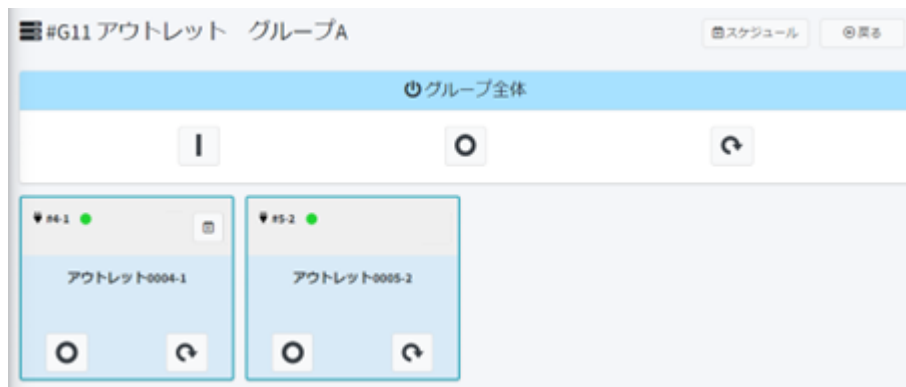 #G11 アウトレット　グループA
スケジュール
戻る
グループ全体
#4-1
#5-2
アウトレット0004-1
アウトレット0005-2